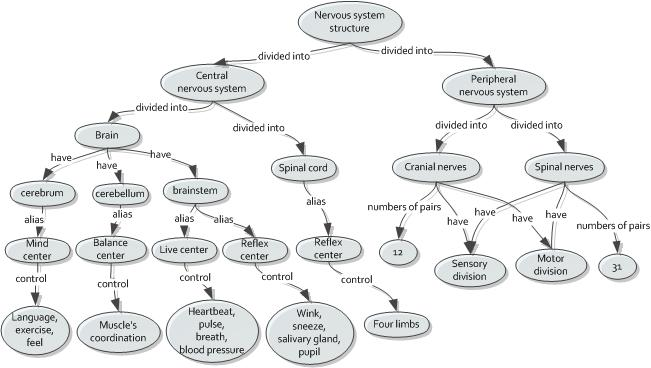 Nervous system
structure
divided into
divided into
Central
nervous system
Peripheral
nervous system
divided into
divided into
divided into
divided into
Brain
Spinal cord
Cranial nerves
Spinal nerves
have
have
have
cerebrum
cerebellum
brainstem
alias
numbers of pairs
have
have
have
have
numbers of pairs
alias
alias
alias
alias
Mind
center
Balance
center
Live center
Reflex
center
Reflex
center
12
Sensory
division
Motor
division
31
control
control
control
control
control
Language,
exercise,
feel
Muscle's
coordination
Heartbeat,
pulse,
breath,
blood pressure
Wink,
sneeze,
salivary gland,
pupil
Four limbs